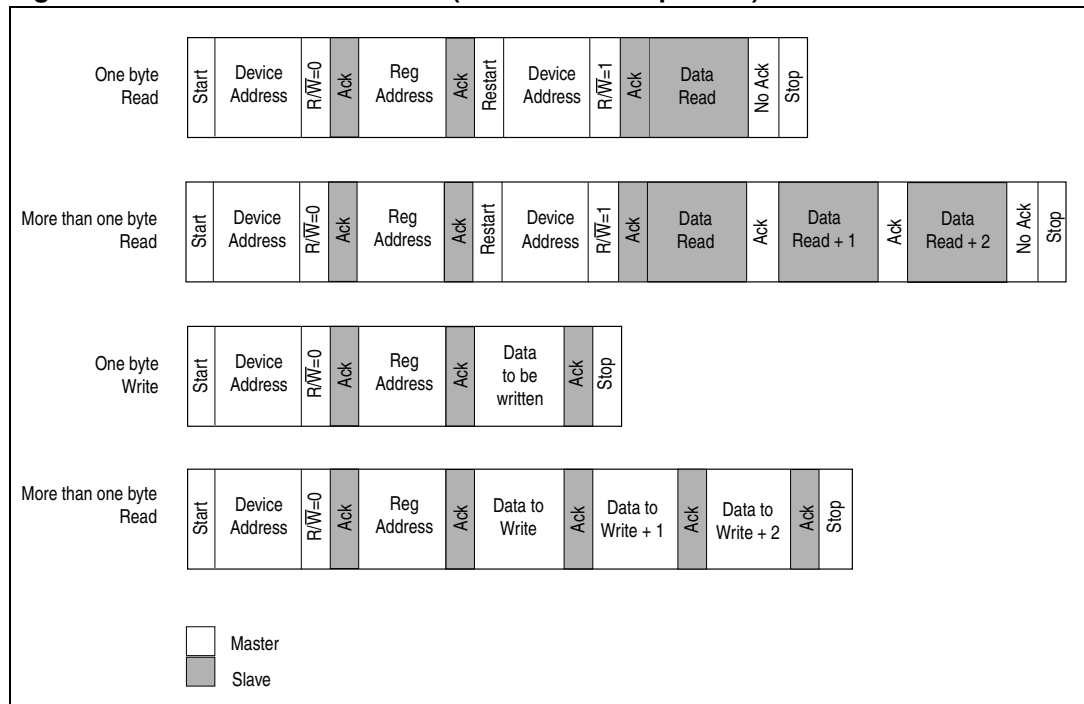 One byte
Read
Start
Device
Address
R/W̅=0
Ack
Reg
Address
Ack
Restart
Device
Address
R/W̅=1
Ack
Data
Read
No Ack
Stop
More than one byte
Read
Start
Device
Address
R/W̅=0
Ack
Reg
Address
Ack
Restart
Device
Address
R/W̅=1
Ack
Data
Read
Ack
Data
Read + 1
Ack
Data
Read + 2
No Ack
Stop
One byte
Write
Start
Device
Address
R/W̅=0
Ack
Reg
Address
Ack
Data
to be
written
Ack
Stop
More than one byte
Read
Start
Device
Address
R/W̅=0
Ack
Reg
Address
Ack
Data to
Write
Ack
Data to
Write + 1
Ack
Data to
Write + 2
Ack
Stop
Master
Slave